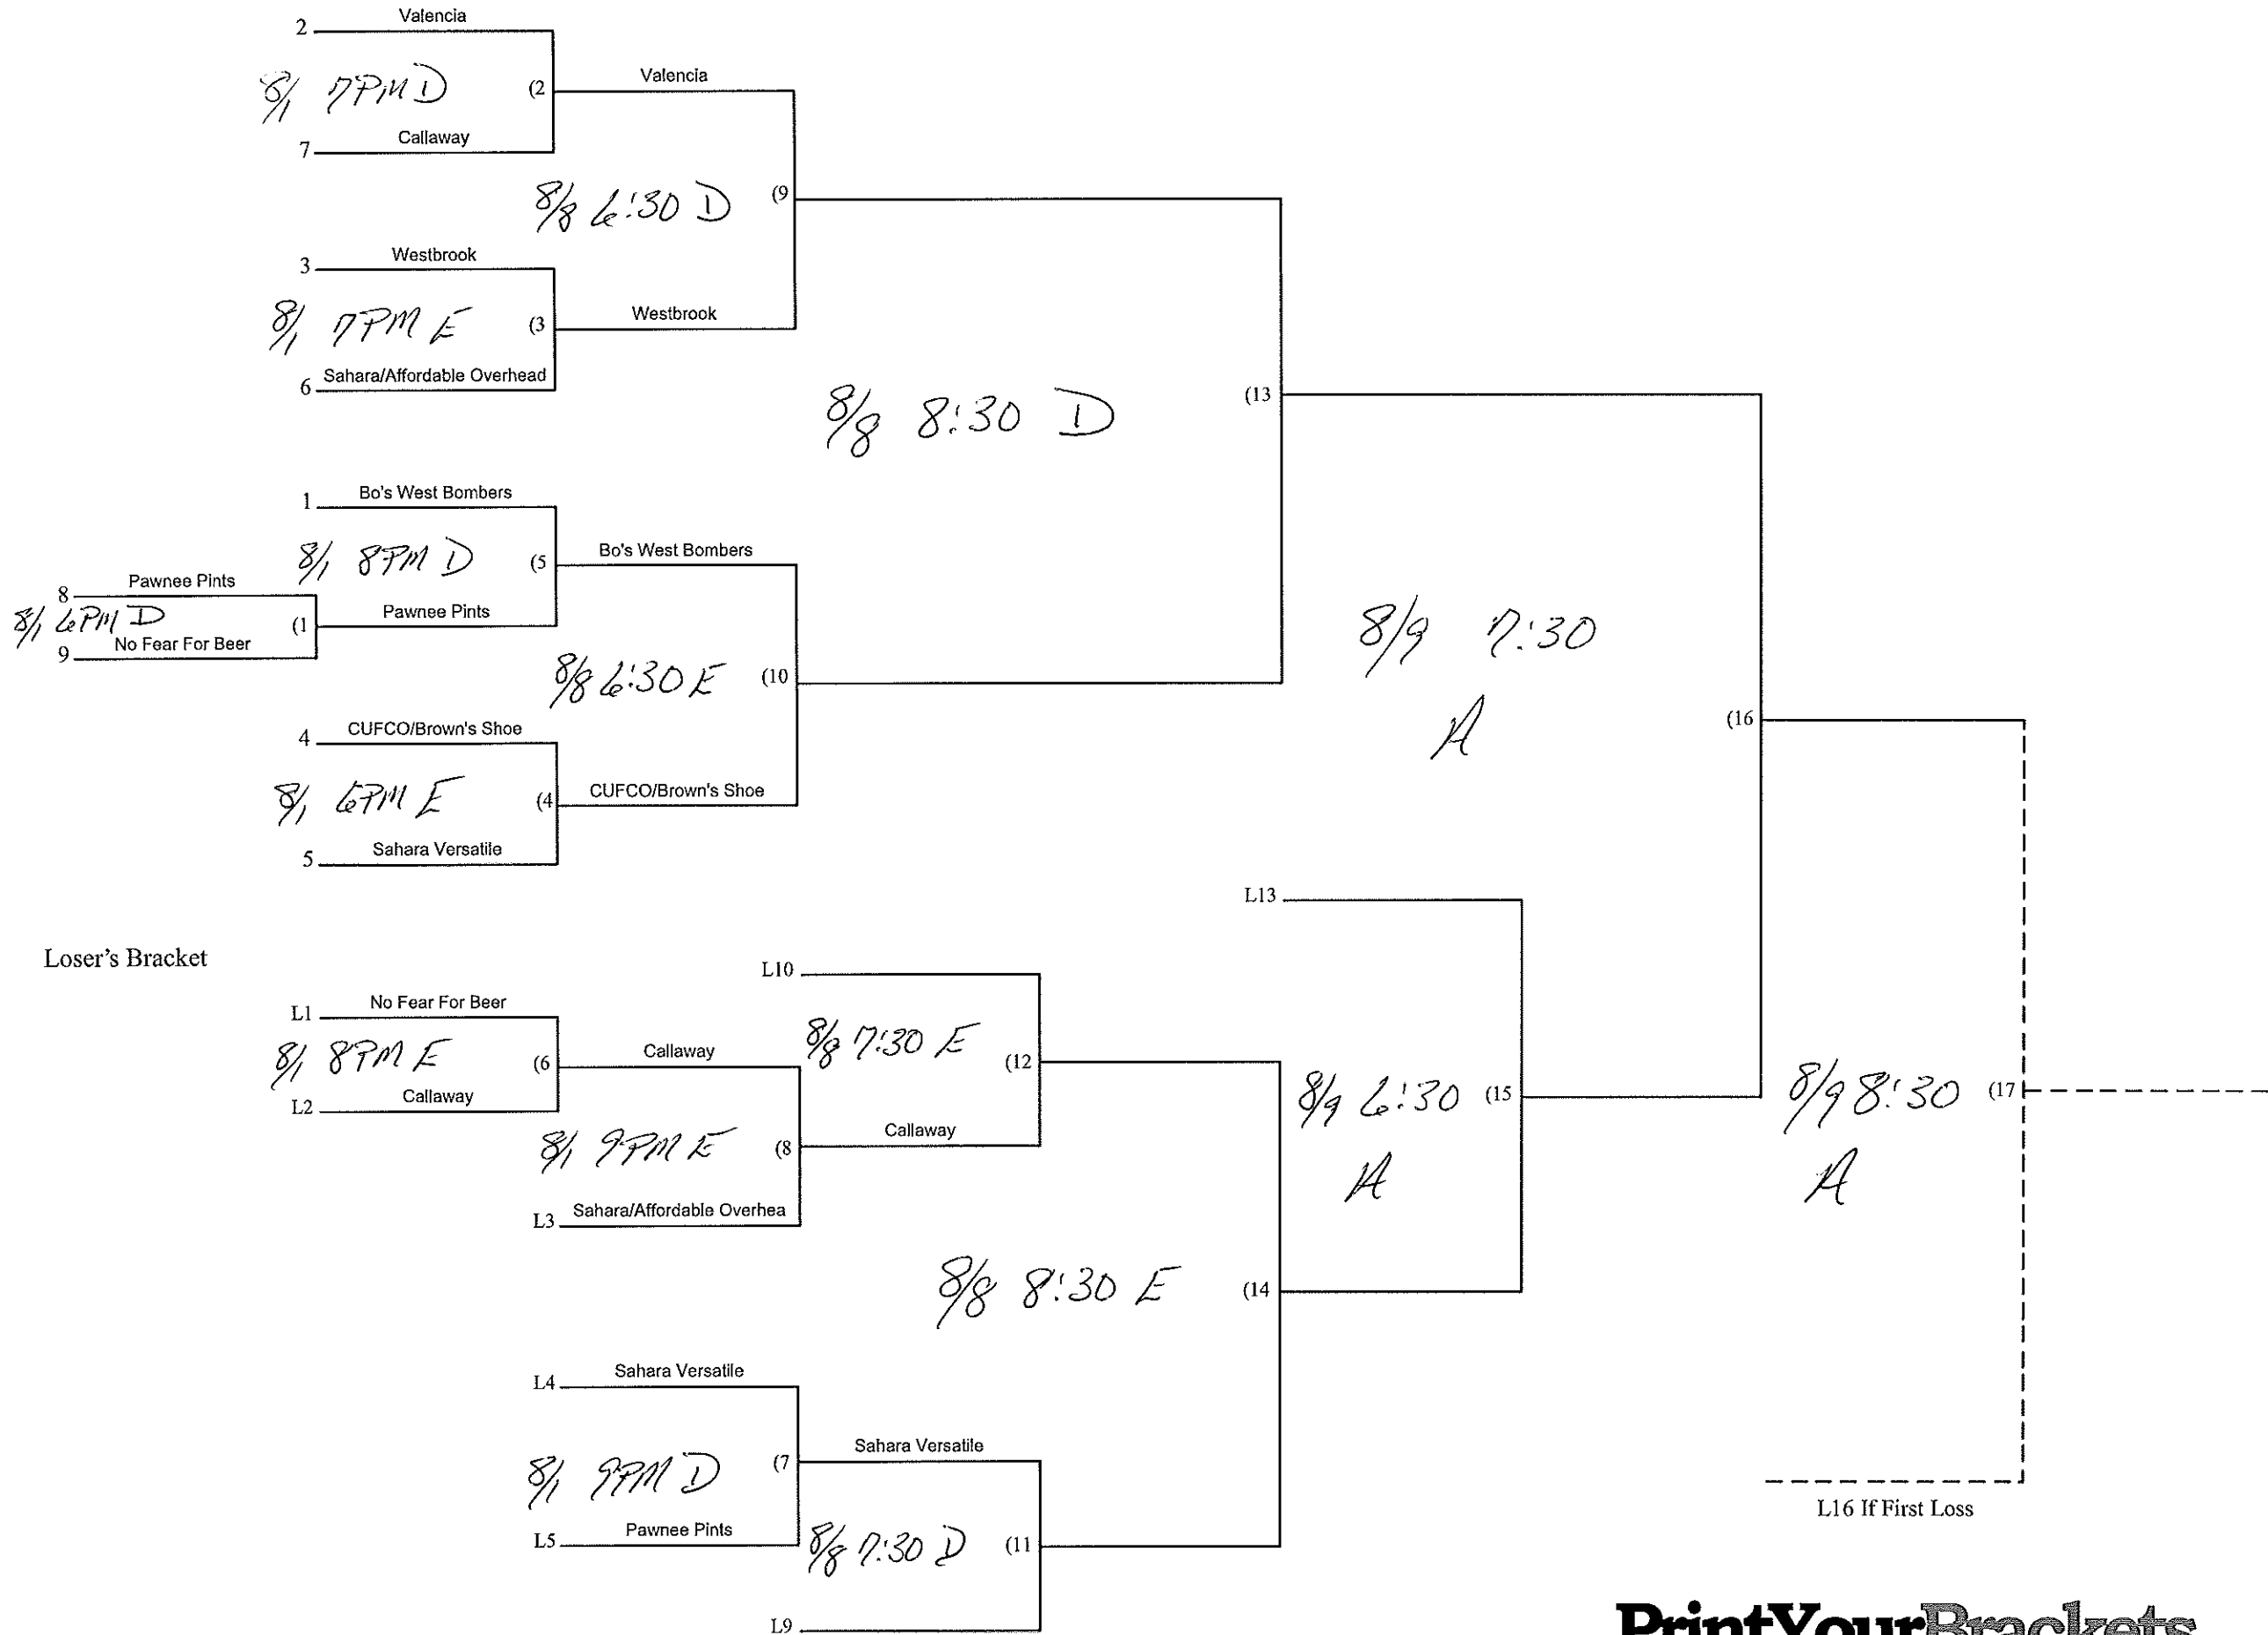 Valencia
2
8/1 7PM D
(2
Valencia
Callaway
7
8/8 6:30 D
(9
Westbrook
3
8/1 7PM E
(3
Westbrook
Sahara/Affordable Overhead
6
8/8 8:30 D
(13
Bo's West Bombers
1
8/1 8PM D
(5
Bo's West Bombers
Pawnee Pints
8
8/1 6PM D
(1
Pawnee Pints
No Fear For Beer
9
8/8 6:30 E
(10
8/9 7:30
A
(16
CUFCO/Brown's Shoe
4
8/1 6PM E
(4
CUFCO/Brown's Shoe
Sahara Versatile
5
L13
Loser's Bracket
L10
No Fear For Beer
L1
8/1 8PM E
(6
Callaway
Callaway
L2
8/8 7:30 E
(12
8/9 6:30
A
(15
8/9 8:30
A
(17
8/1 9PM E
(8
Callaway
Sahara/Affordable Overhea
L3
8/8 8:30 E
(14
Sahara Versatile
L4
8/1 9PM D
(7
Sahara Versatile
Pawnee Pints
L5
8/8 7:30 D
(11
L9
L16 If First Loss
PrintYourBrackets